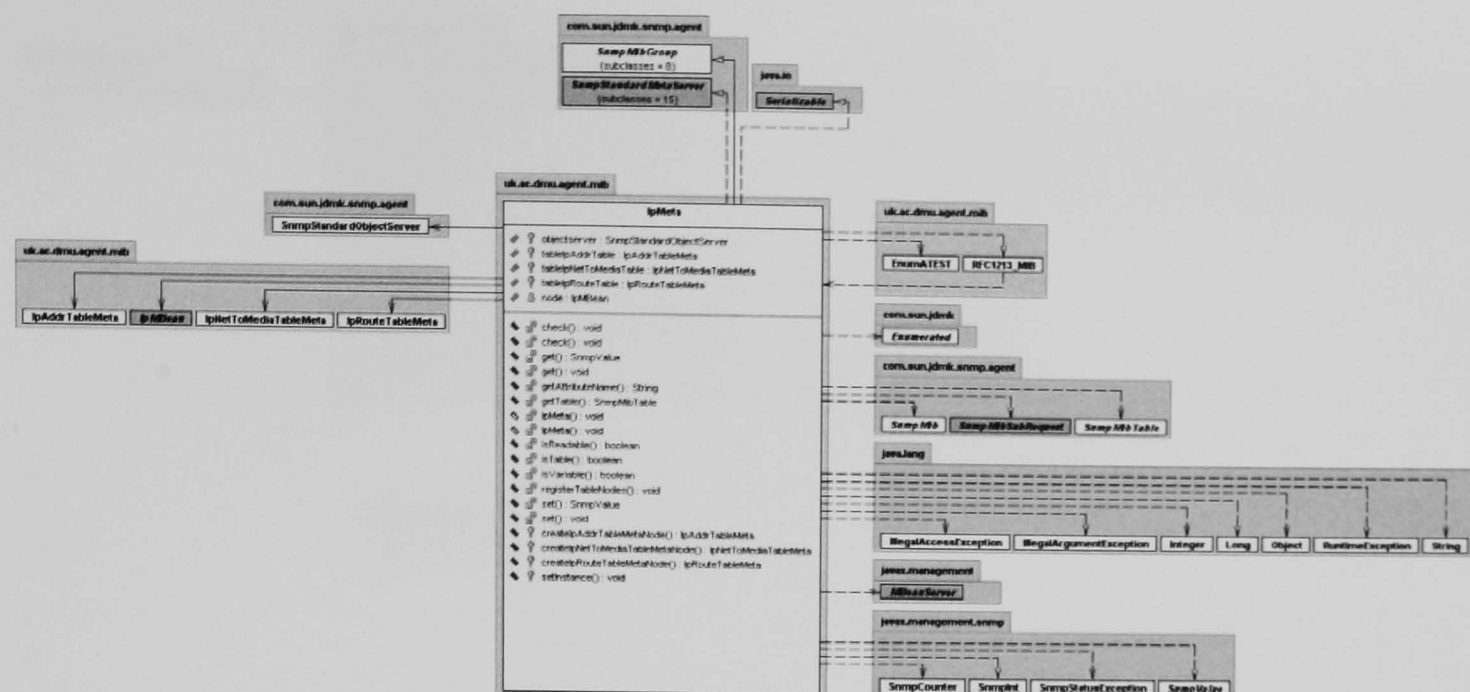 com.sun.jdmk.snmp.agent
SnmpMibGroup
(subclasses = 0)
SnmpStandardMetaServer
(subclasses = 15)
java.io
Serializable
uk.ac.dmu.agent.mib
IpMeta
objectserver : SnmpStandardObjectServer
tableIpAddrTable : IpAddrTableMeta
tableIpNetToMediaTable : IpNetToMediaTableMeta
tableIpRouteTable : IpRouteTableMeta
node : IpMBean
check() : void
check() : void
get() : SnmpValue
get() : void
getAttributeName() : String
getTable() : SnmpMibTable
IpMeta() : void
IpMeta() : void
isReadable() : boolean
isTable() : boolean
isVariable() : boolean
registerTableNodes() : void
set() : SnmpValue
set() : void
createIpAddrTableMetaNode() : IpAddrTableMeta
createIpNetToMediaTableMetaNode() : IpNetToMediaTableMeta
createIpRouteTableMetaNode() : IpRouteTableMeta
setInstance() : void
com.sun.jdmk.snmp.agent
SnmpStandardObjectServer
uk.ac.dmu.agent.mib
IpAddrTableMeta
IpMBean
IpNetToMediaTableMeta
IpRouteTableMeta
uk.ac.dmu.agent.mib
EnumATEST
RFC1213_MIB
com.sun.jdmk
Enumerated
com.sun.jdmk.snmp.agent
SnmpMib
SnmpMibSubRequest
SnmpMibTable
java.lang
IllegalAccessException
IllegalArgumentException
Integer
Long
Object
RuntimeException
String
javax.management
MBeanServer
javax.management.snmp
SnmpCounter
SnmpInt
SnmpStatusException
SnmpValue